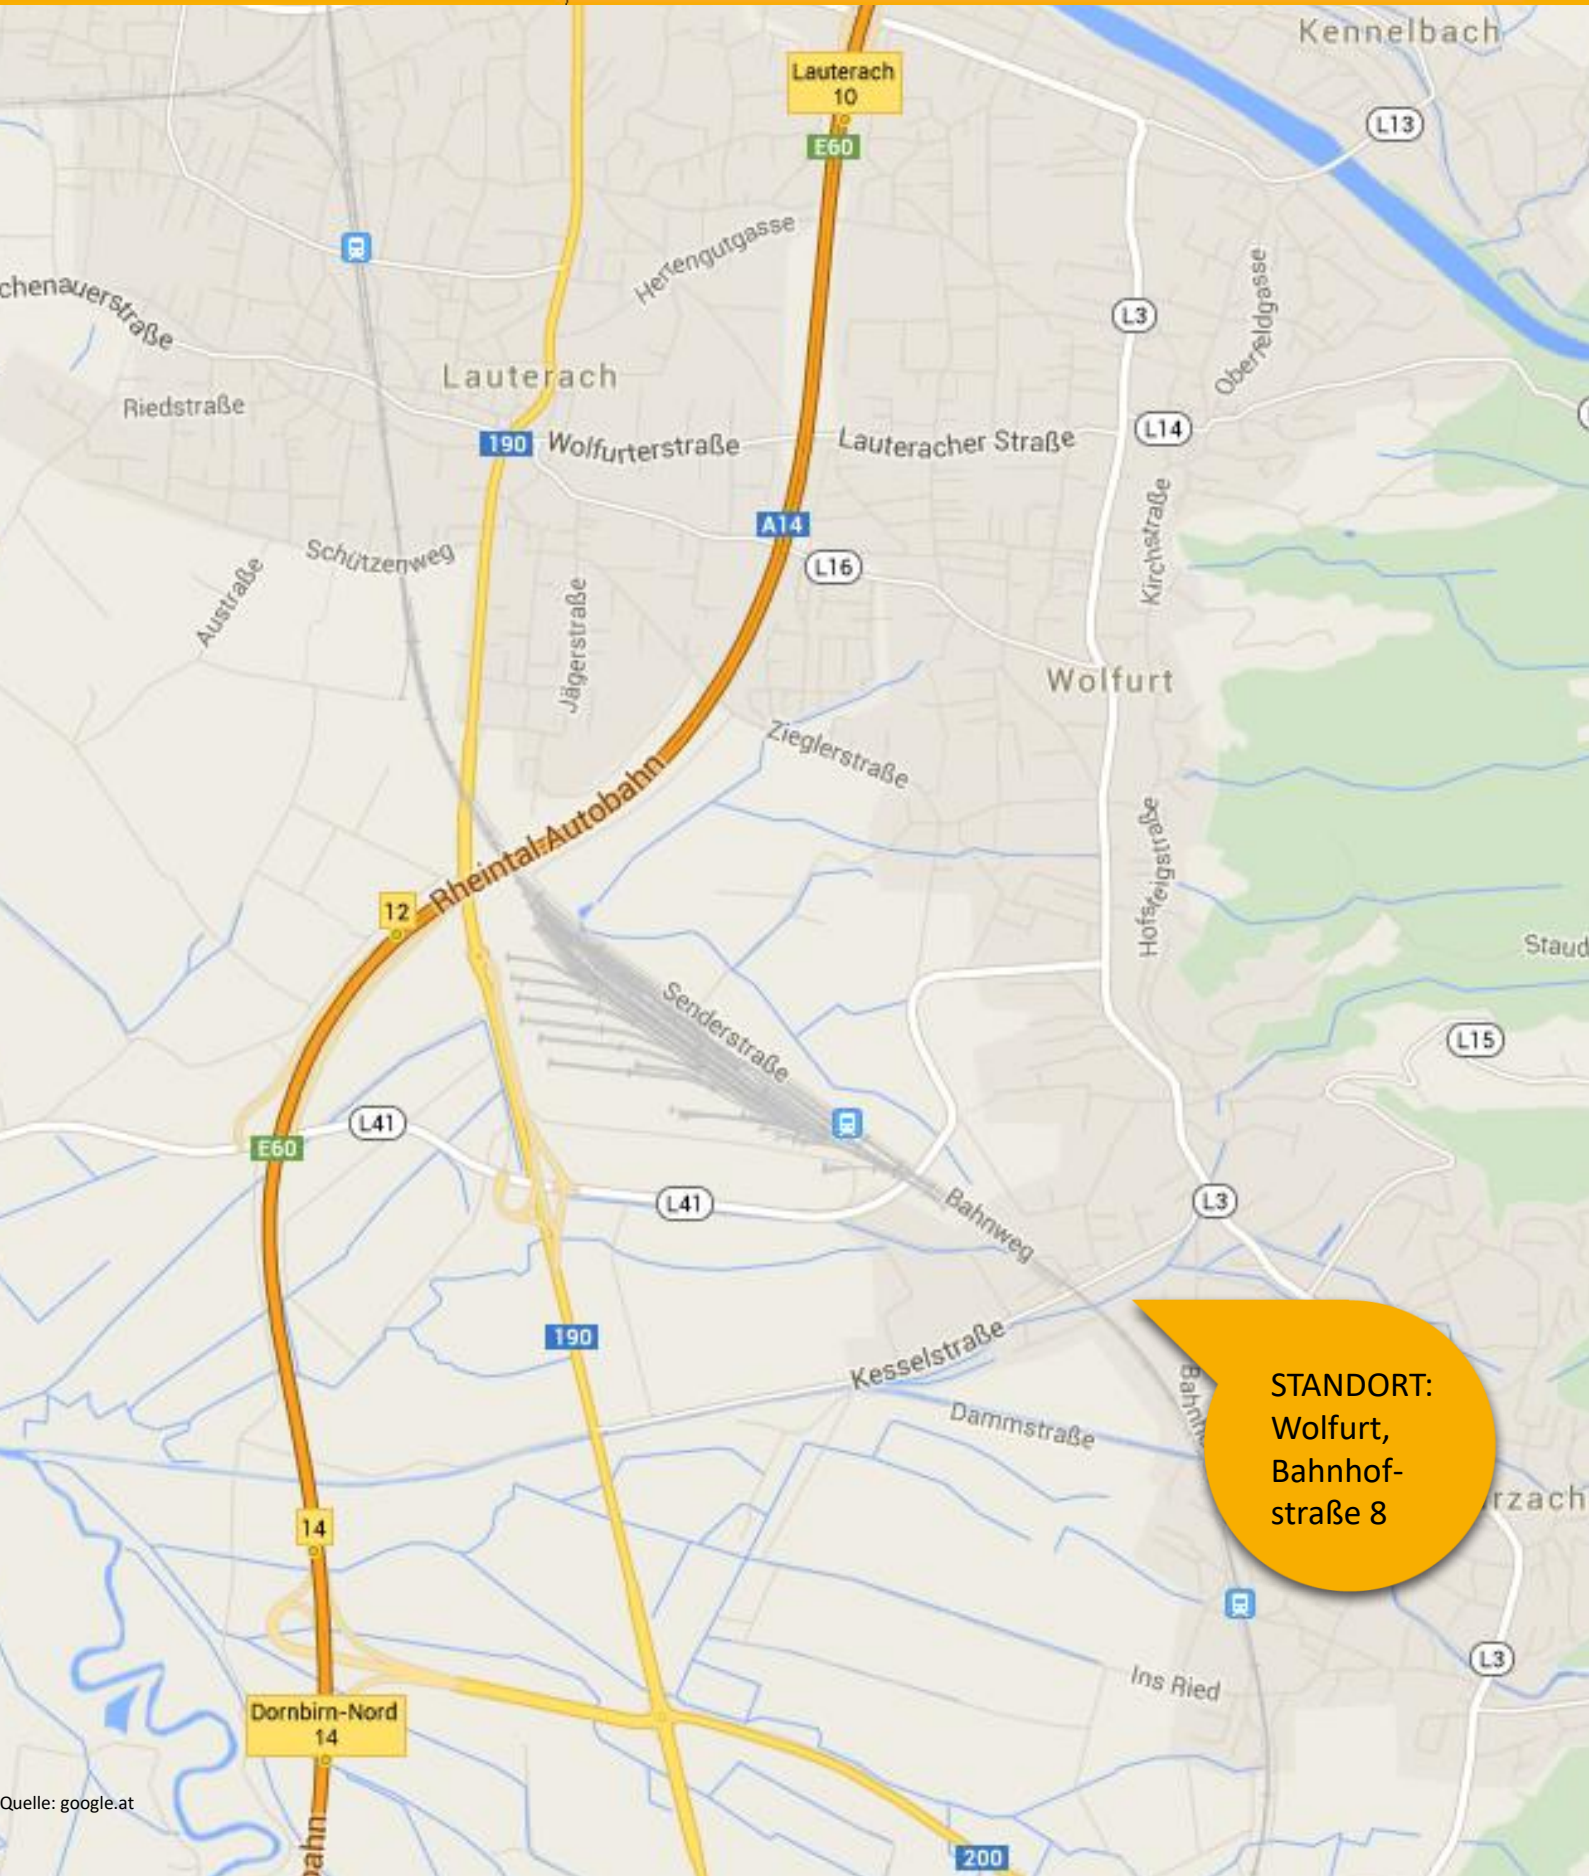 Kennelbach
Lauterach
10
L13
E60
Herrengutgasse
chenauerstraße
L3
Oberfeldgasse
Lauterach
Riedstraße
190
Wolfurterstraße
Lauteracher Straße
L14
A14
Kirchstraße
Schützenweg
L16
Austraße
Jägerstraße
Wolfurt
Zieglerstraße
Rheintal Autobahn
Hofsteigstraße
12
Staud
Senderstraße
L15
L41
E60
L41
Bahnweg
L3
190
Kesselstraße
Bahnh
STANDORT:
Wolfurt,
Bahnhof-
straße 8
Dammstraße
rzach
14
L3
Ins Ried
Dornbirn-Nord
14
Quelle: google.at
bahn
200